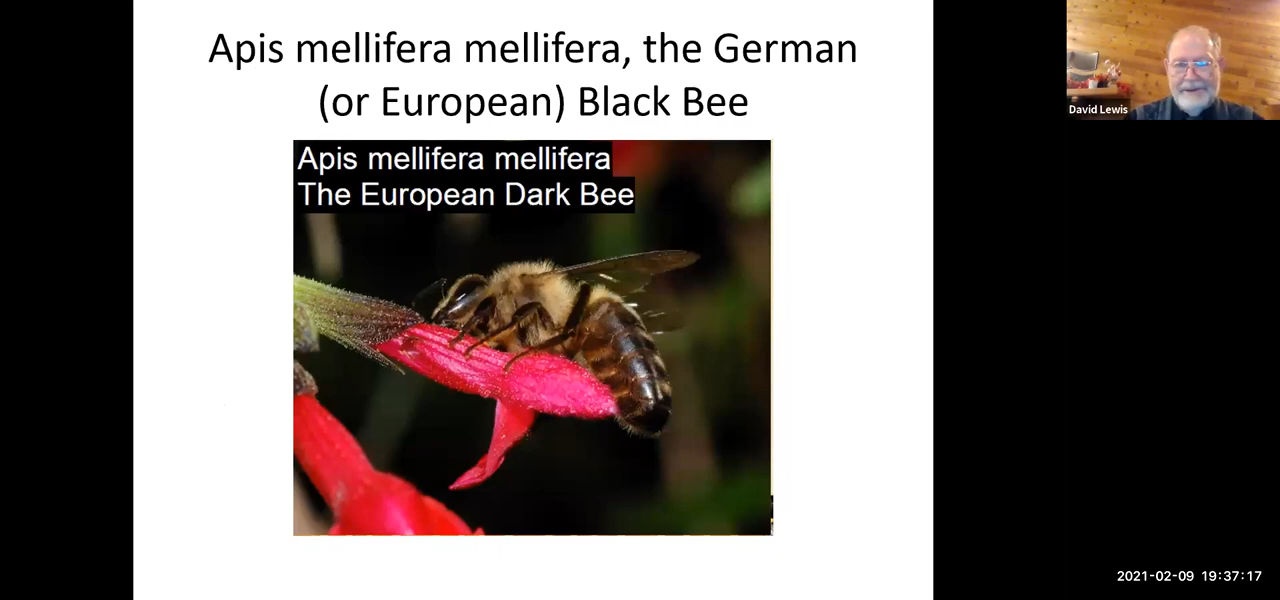 Apis mellifera mellifera, the German
(or European) Black Bee
Apis mellifera mellifera
The European Dark Bee
David Lewis
2021-02-09 19:37:17